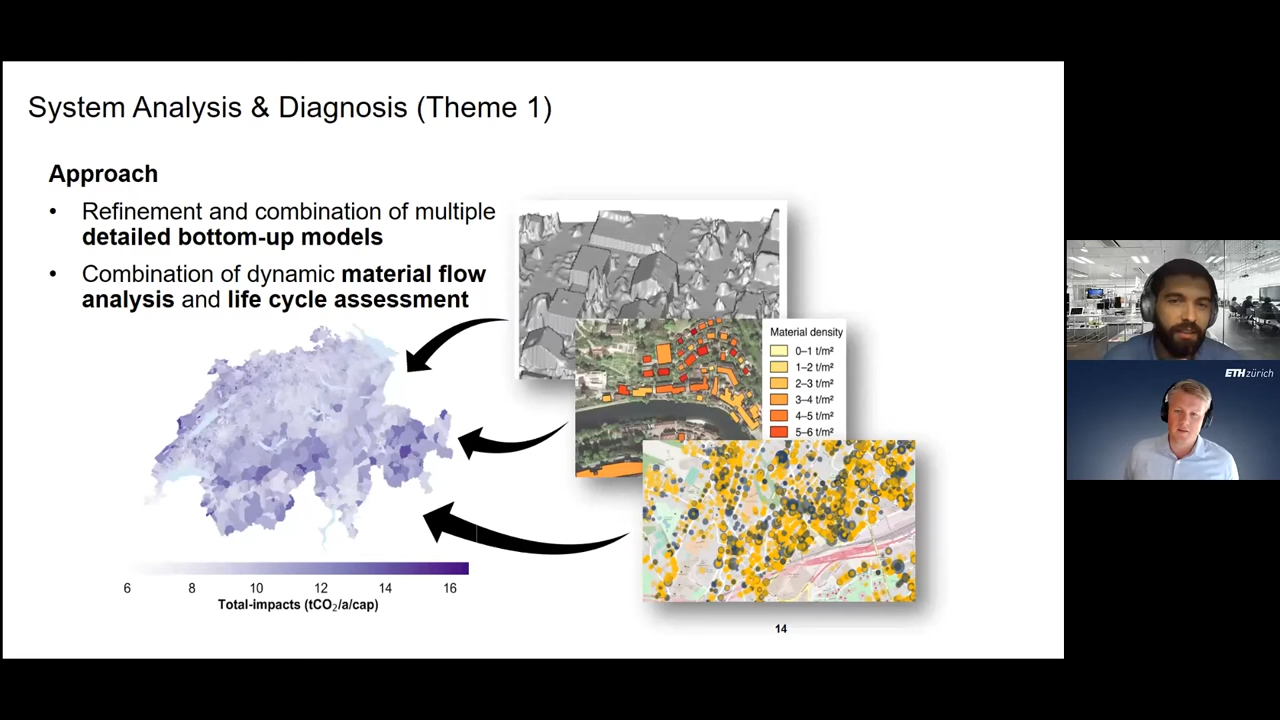 System Analysis & Diagnosis (Theme 1)
Approach
• Refinement and combination of multiple
detailed bottom-up models
• Combination of dynamic material flow
analysis and life cycle assessment
Material density
0–1 t/m²
1–2 t/m²
2–3 t/m²
3–4 t/m²
4–5 t/m²
5–6 t/m²
6 8 10 12 14 16
Total-impacts (tCO₂/a/cap)
14
ETH zürich